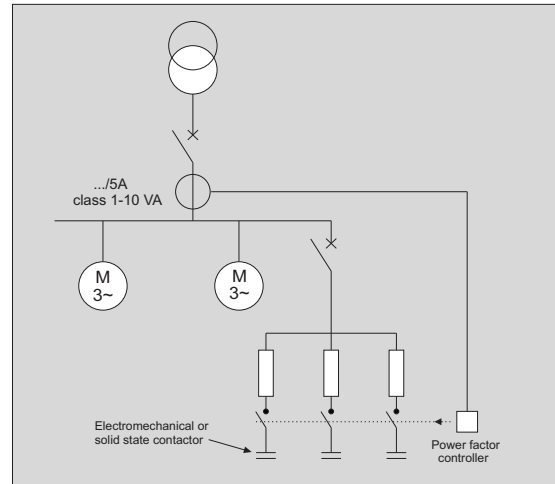 .../5A
class 1-10 VA
M
3~
M
3~
Electromechanical or
solid state contactor
Power factor
controller